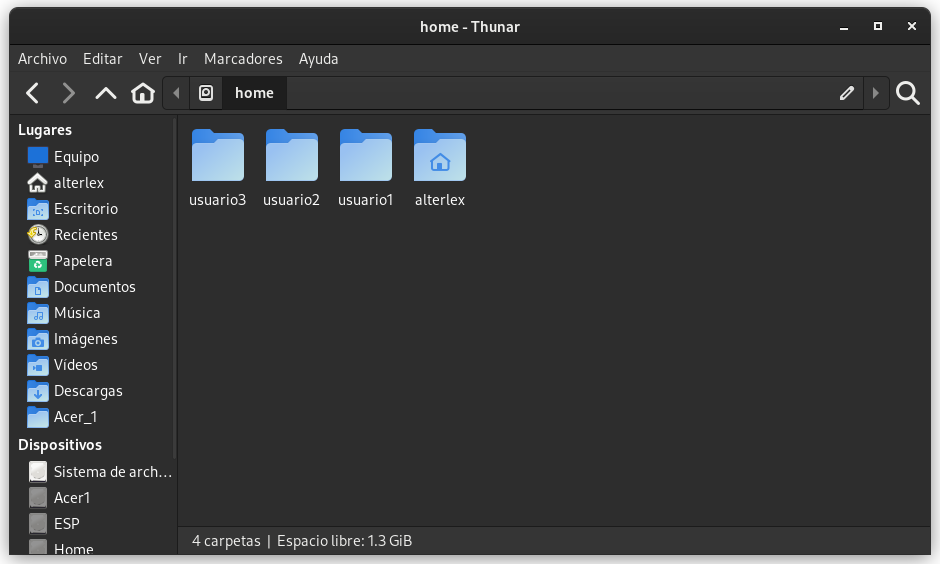 home - Thunar
Archivo Editar Ver Ir Marcadores Ayuda
home
Lugares
Equipo
alterlex
Escritorio
Recientes
Papelera
Documentos
Música
Imágenes
Vídeos
Descargas
Acer_1
Dispositivos
Sistema de arch...
Acer1
ESP
Home
usuario3 usuario2 usuario1 alterlex
4 carpetas | Espacio libre: 1.3 GiB